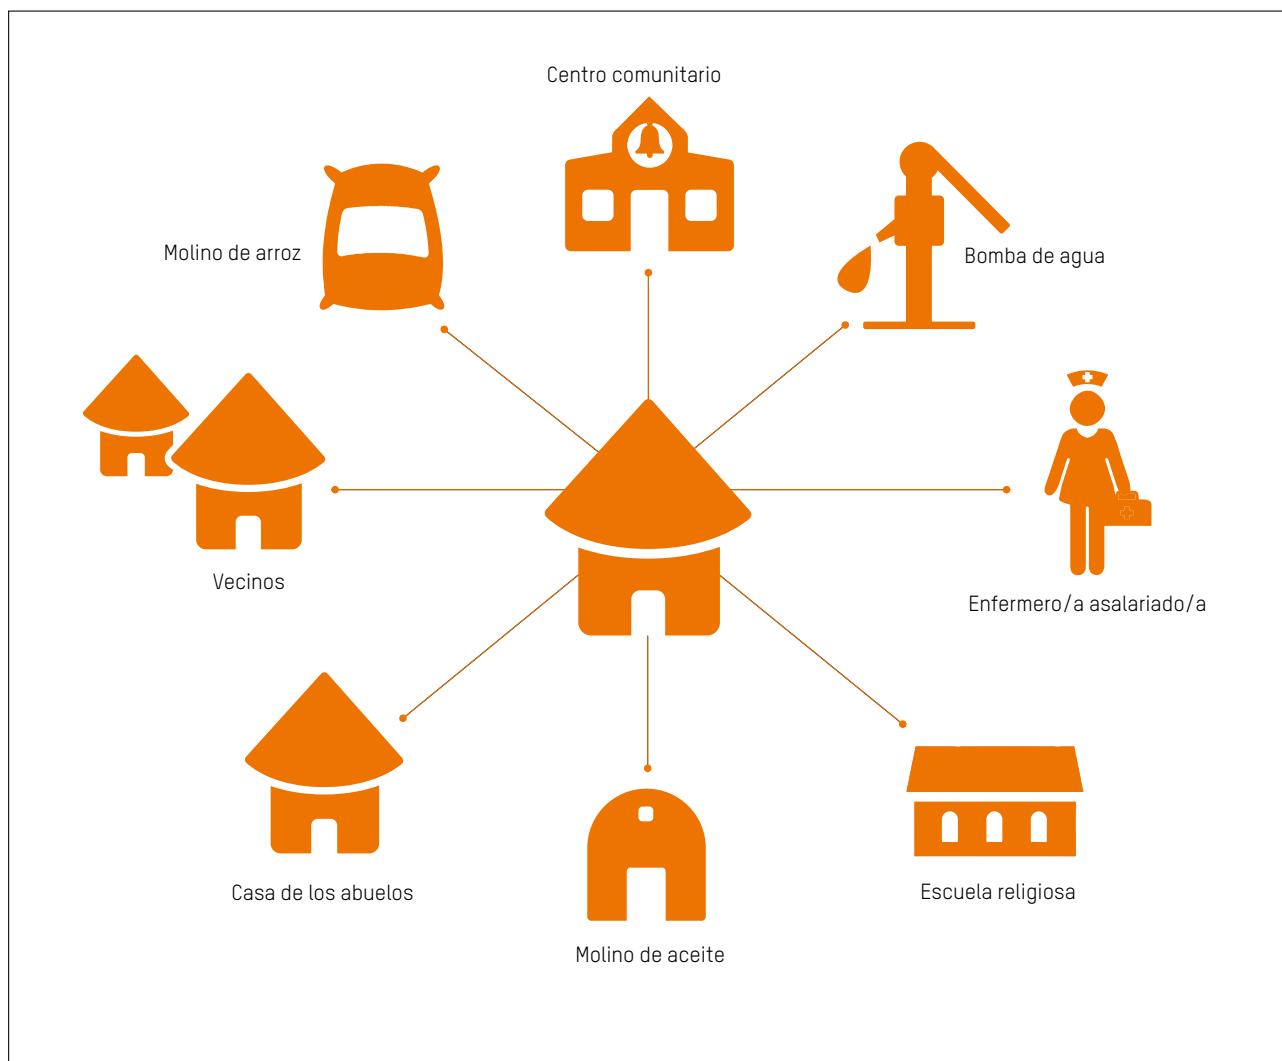 Centro comunitario
Molino de arroz
Bomba de agua
Vecinos
Enfermero/a asalariado/a
Casa de los abuelos
Escuela religiosa
Molino de aceite